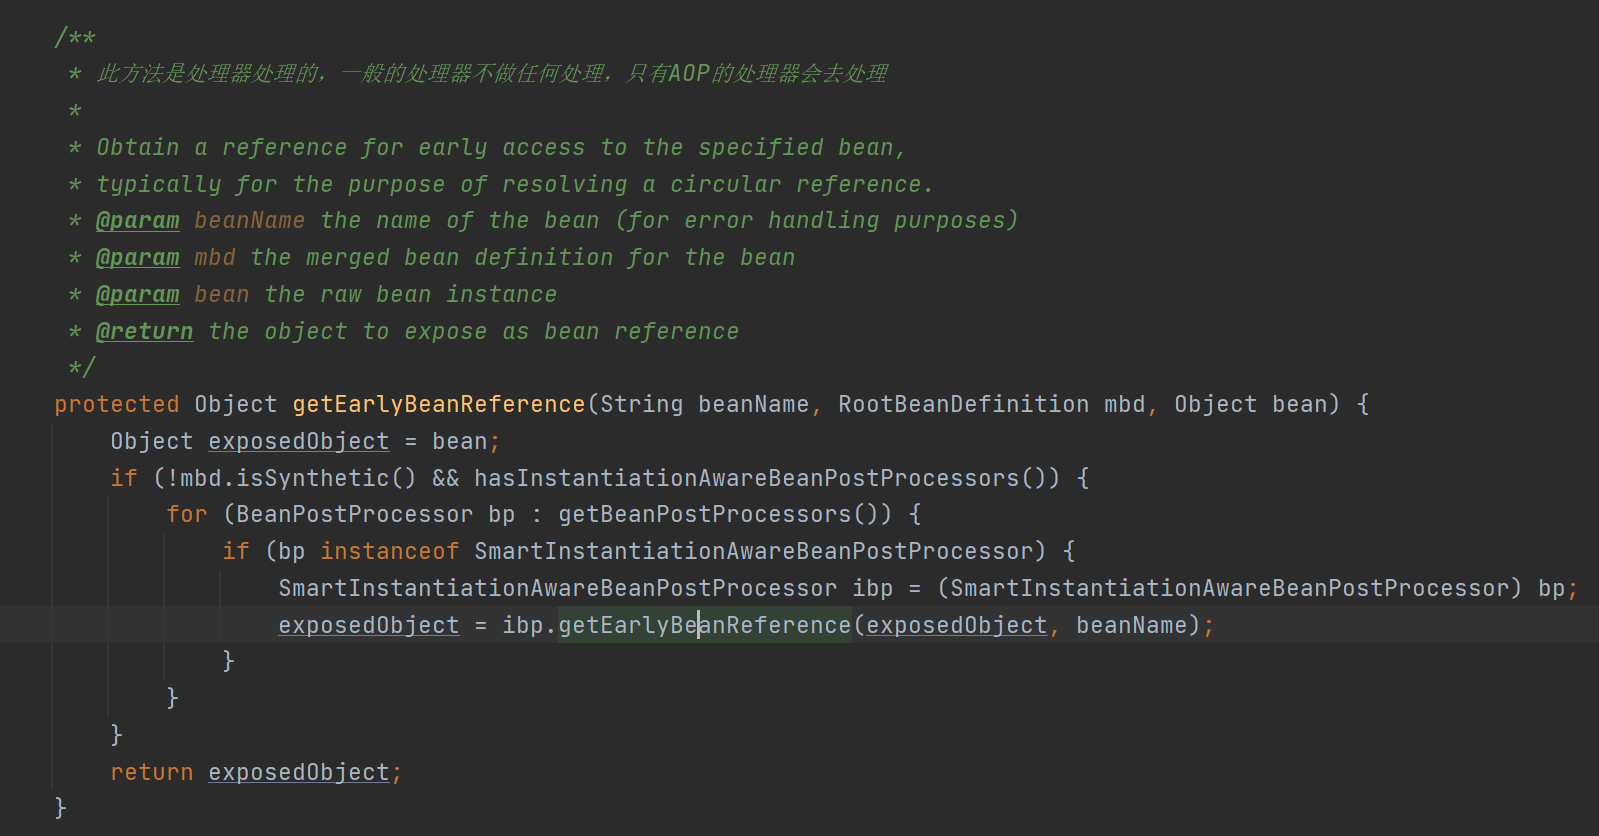 /**
* 此方法是处理器处理的，一般的处理器不做任何处理，只有AOP的处理器会去处理
*
* Obtain a reference for early access to the specified bean,
* typically for the purpose of resolving a circular reference.
* @param beanName the name of the bean (for error handling purposes)
* @param mbd the merged bean definition for the bean
* @param bean the raw bean instance
* @return the object to expose as bean reference
*/
protected Object getEarlyBeanReference(String beanName, RootBeanDefinition mbd, Object bean) {
Object exposedObject = bean;
if (!mbd.isSynthetic() && hasInstantiationAwareBeanPostProcessors()) {
for (BeanPostProcessor bp : getBeanPostProcessors()) {
if (bp instanceof SmartInstantiationAwareBeanPostProcessor) {
SmartInstantiationAwareBeanPostProcessor ibp = (SmartInstantiationAwareBeanPostProcessor) bp;
exposedObject = ibp.getEarlyBeanReference(exposedObject, beanName);
}
}
}
return exposedObject;
}